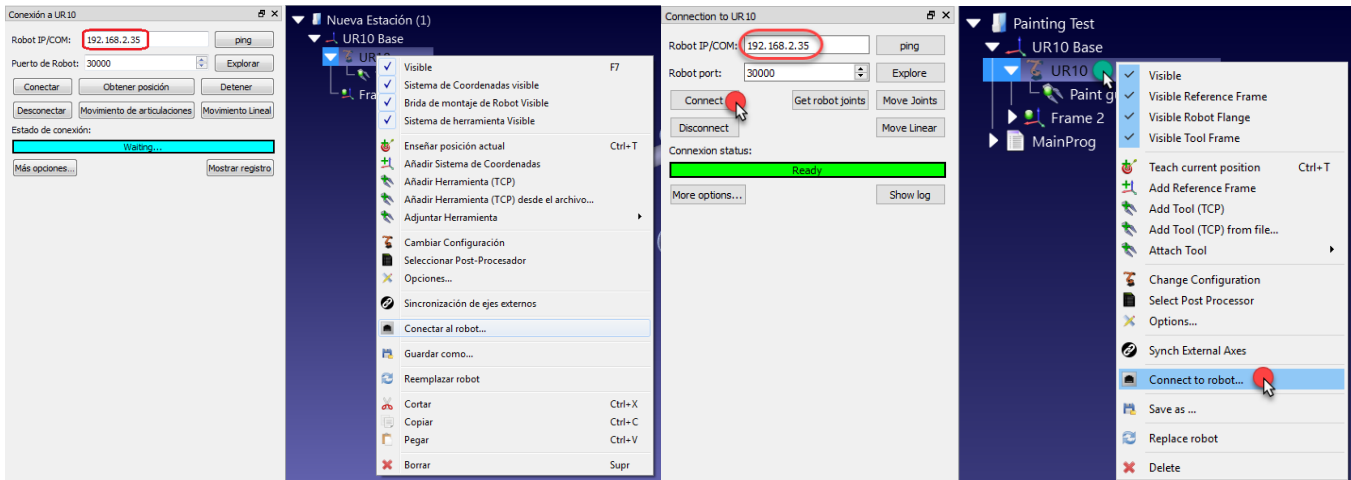 Conexión a UR10
Robot IP/COM: 192.168.2.35 ping
Puerto de Robot: 30000 Explorar
Conectar Obtener posición Detener
Desconectar Movimiento de articulaciones Movimiento Lineal
Estado de conexión:
Waiting...
Más opciones... Mostrar registro
Nueva Estación (1)
UR10 Base
Visible F7
Sistema de Coordenadas visible
Brida de montaje de Robot Visible
Sistema de herramienta Visible
Enseñar posición actual Ctrl+T
Añadir Sistema de Coordenadas
Añadir Herramienta (TCP)
Añadir Herramienta (TCP) desde el archivo...
Adjuntar Herramienta
Cambiar Configuración
Seleccionar Post-Procesador
Opciones...
Sincronización de ejes externos
Conectar al robot...
Guardar como...
Reemplazar robot
Cortar Ctrl+X
Copiar Ctrl+C
Pegar Ctrl+V
Borrar Supr
Connection to UR10
Robot IP/COM: 192.168.2.35 ping
Robot port: 30000 Explore
Connect Get robot joints Move Joints
Disconnect Move Linear
Connexion status:
Ready
More options... Show log
Painting Test
UR10 Base
UR10
Paint g
Frame 2
MainProg
Visible
Visible Reference Frame
Visible Robot Flange
Visible Tool Frame
Teach current position Ctrl+T
Add Reference Frame
Add Tool (TCP)
Add Tool (TCP) from file...
Attach Tool
Change Configuration
Select Post Processor
Options...
Synch External Axes
Connect to robot...
Save as ...
Replace robot
Delete